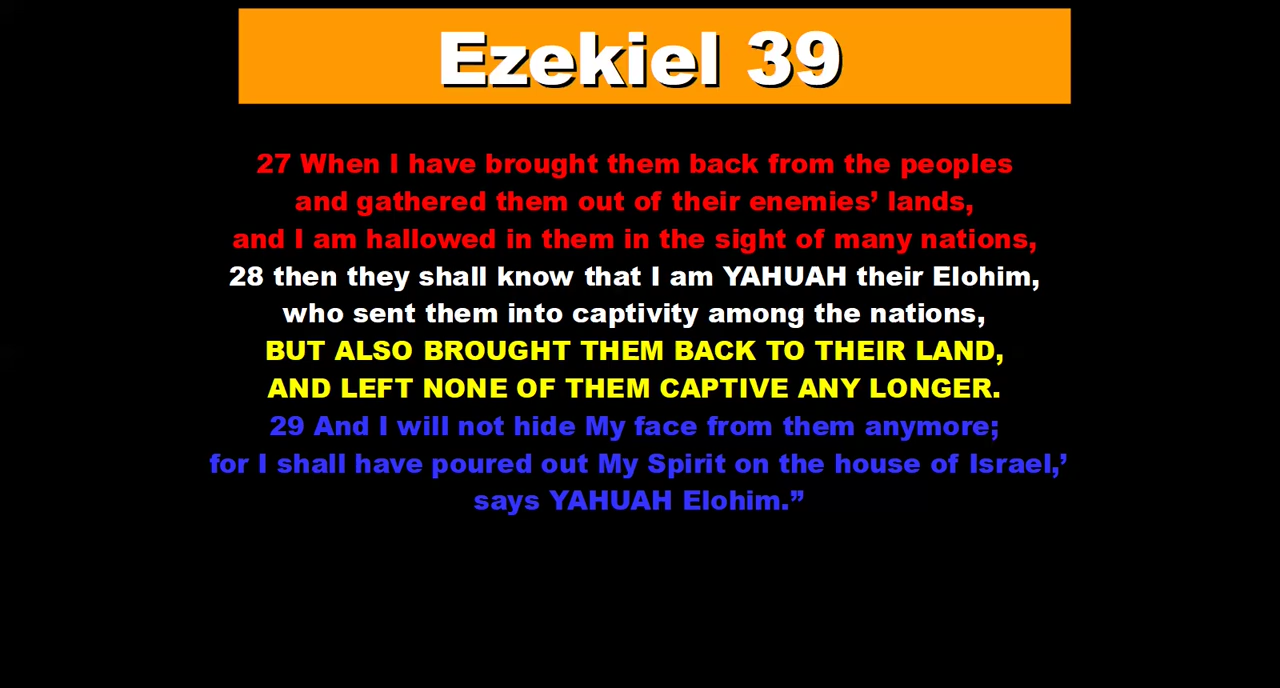 Ezekiel 39
27 When I have brought them back from the peoples
and gathered them out of their enemies’ lands,
and I am hallowed in them in the sight of many nations,
28 then they shall know that I am YAHUAH their Elohim,
who sent them into captivity among the nations,
BUT ALSO BROUGHT THEM BACK TO THEIR LAND,
AND LEFT NONE OF THEM CAPTIVE ANY LONGER.
29 And I will not hide My face from them anymore;
for I shall have poured out My Spirit on the house of Israel,’
says YAHUAH Elohim.”